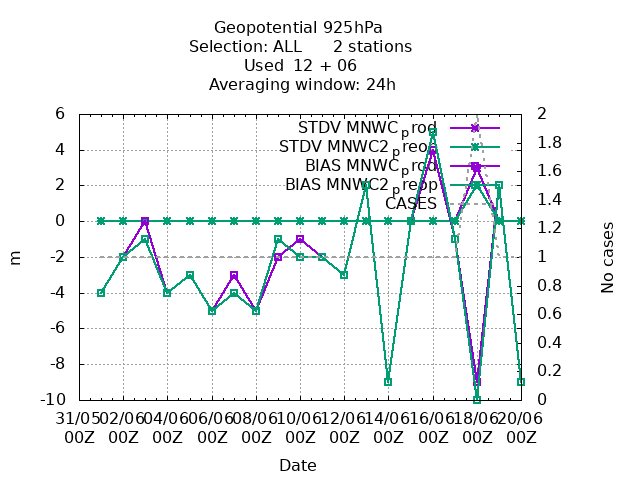 Geopotential 925hPa
Selection: ALL 2 stations
Used 12 + 06
Averaging window: 24h
STDV MNWC_prod
STDV MNWC2_preop
BIAS MNWC_prod
BIAS MNWC2_preop
CASES
6
4
2
0
-2
-4
-6
-8
-10
m
2
1.8
1.6
1.4
1.2
1
0.8
0.6
0.4
0.2
0
No cases
31/05 02/06 04/06 06/06 08/06 10/06 12/06 14/06 16/06 18/06 20/06
00Z 00Z 00Z 00Z 00Z 00Z 00Z 00Z 00Z 00Z 00Z
Date